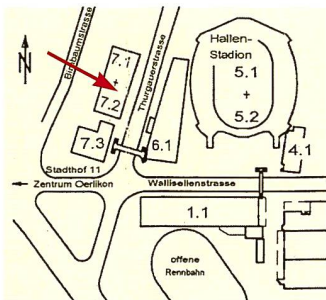 N
Binzbaumstrasse
7.1
+
7.2
Thurgauerstrasse
Hallen-
Stadion
5.1
+
5.2
7.3
6.1
4.1
Stadthof 11
Zentrum Oerlikon
Wallisellenstrasse
1.1
offene
Rennbahn